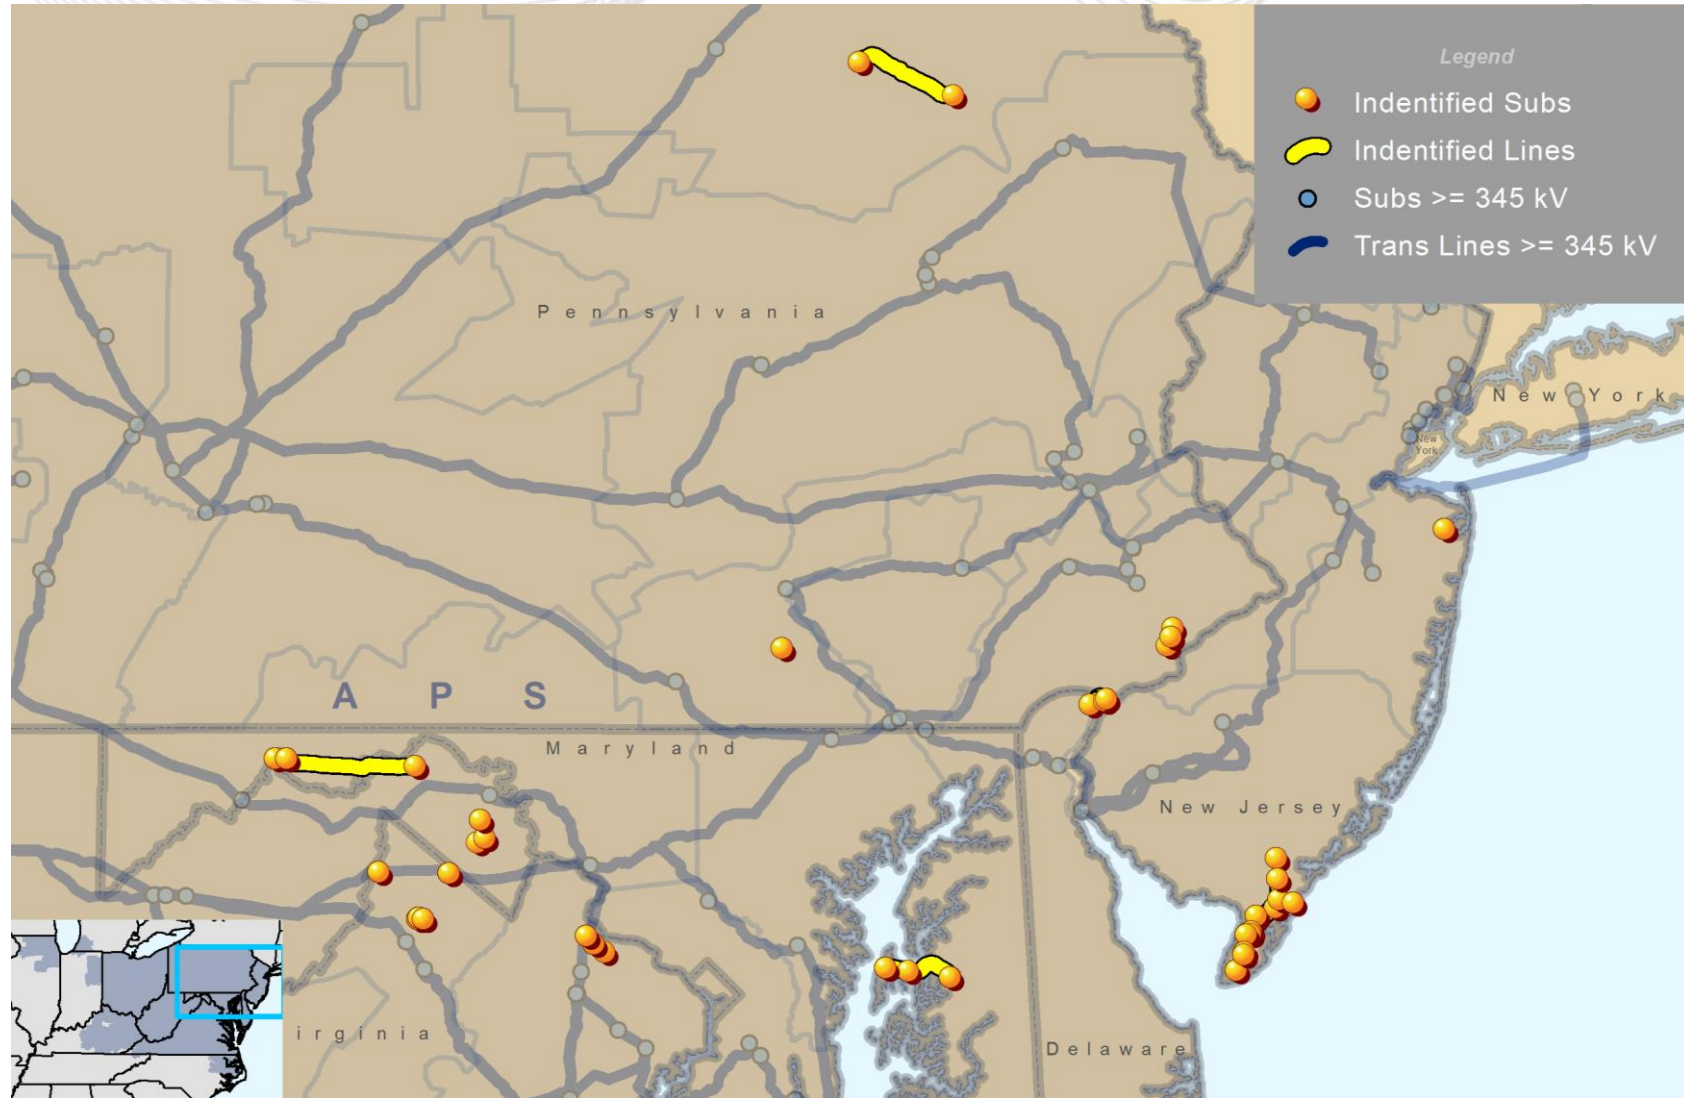 Legend
Indentified Subs
Indentified Lines
Subs >= 345 kV
Trans Lines >= 345 kV
Pennsylvania
New York
New
York
APS
Maryland
New Jersey
irginia
Delaware